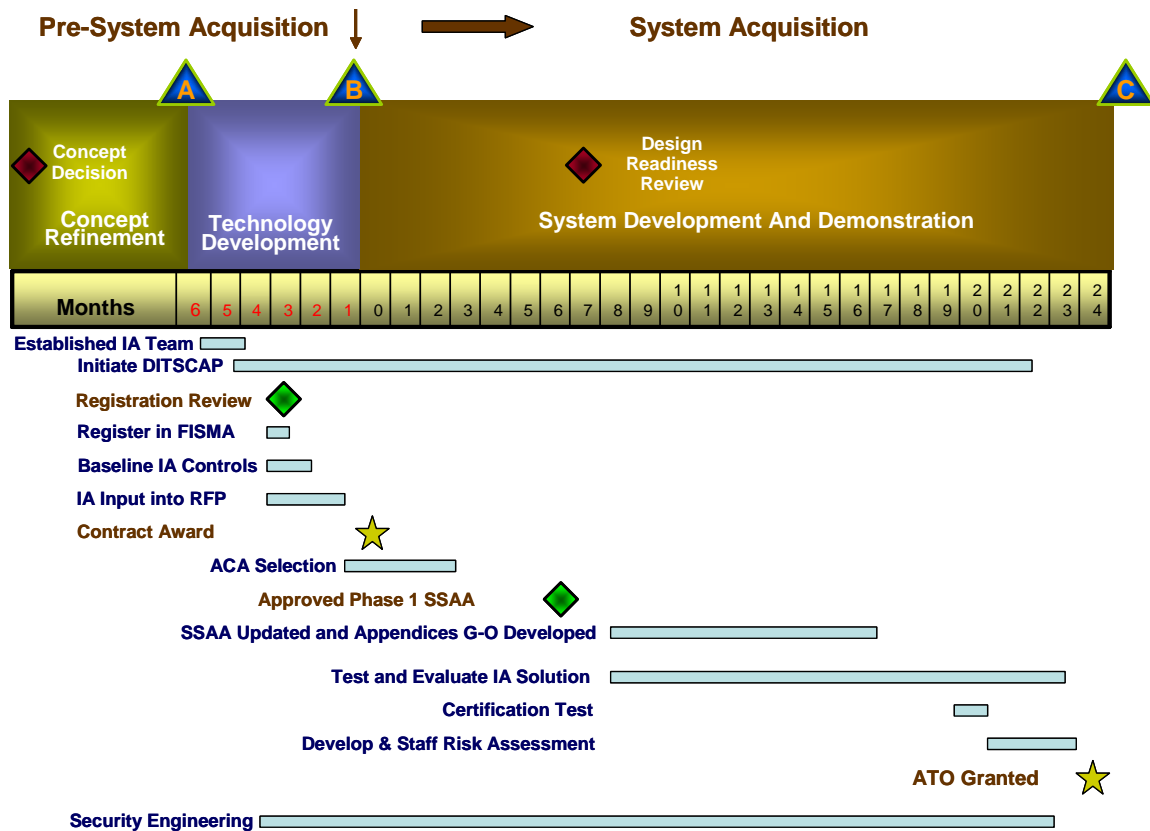 Pre-System Acquisition System Acquisition
A B C
Concept
Decision
Design
Readiness
Review
Concept
Refinement
Technology
Development
System Development And Demonstration
Months 6 5 4 3 2 1 0 1 2 3 4 5 6 7 8 9 10 11 12 13 14 15 16 17 18 19 20 21 22 23 24
Established IA Team
Initiate DITSCAP
Registration Review
Register in FISMA
Baseline IA Controls
IA Input into RFP
Contract Award
ACA Selection
Approved Phase 1 SSAA
SSAA Updated and Appendices G-O Developed
Test and Evaluate IA Solution
Certification Test
Develop & Staff Risk Assessment
ATO Granted
Security Engineering